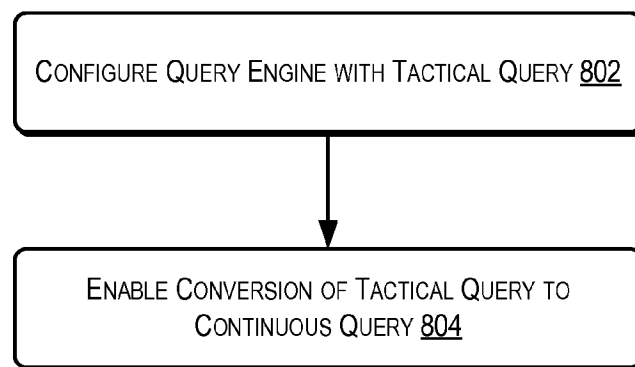 CONFIGURE QUERY ENGINE WITH TACTICAL QUERY 802
ENABLE CONVERSION OF TACTICAL QUERY TO
CONTINUOUS QUERY 804